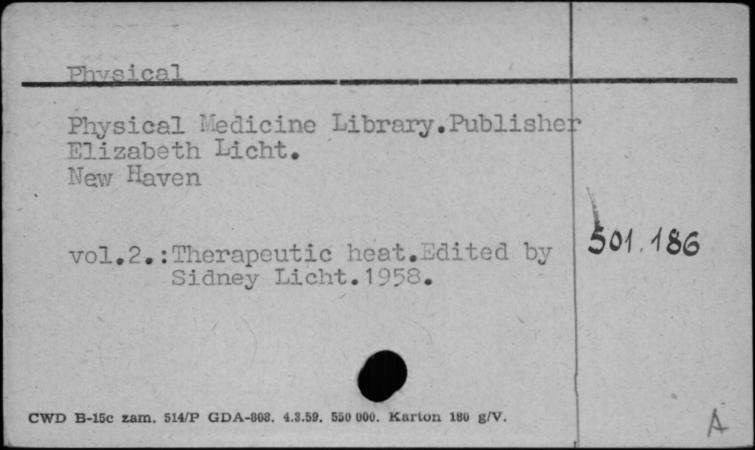 Physical
Physical Medicine Library.Publisher
Elizabeth Licht.
New Haven
vol.2.:Therapeutic heat.Edited by
Sidney Licht.1958.
501.186
CWD B-15c zam. 514/P GDA-808. 4.3.59. 550 000. Karton 180 g/V.
A